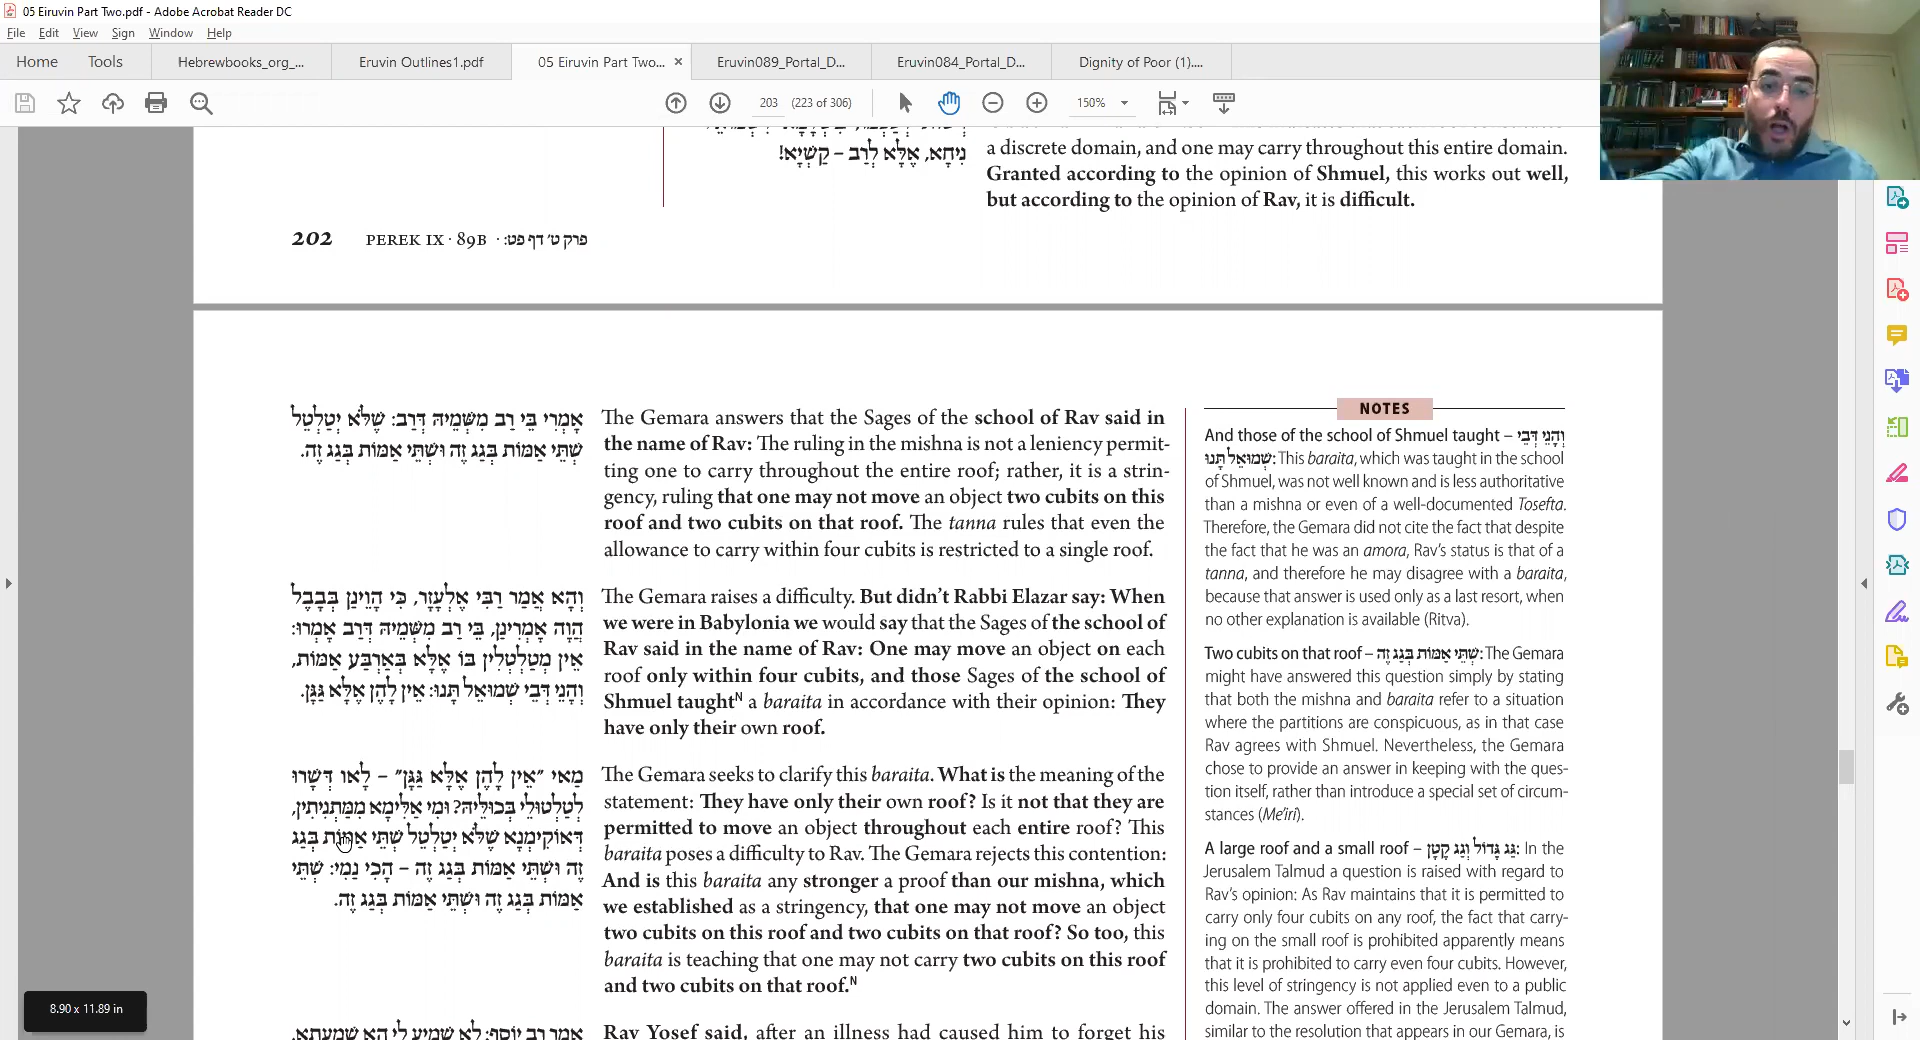 05 Eiruvin Part Two.pdf - Adobe Acrobat Reader DC
File Edit View Sign Window Help
Home Tools Hebrewbooks_org_... Eruvin Outlines1.pdf 05 Eiruvin Part Two... × Eruvin089_Portal_D... Eruvin084_Portal_D... Dignity of Poor (1)....
203 (223 of 306) 150%
נִיחָא, אֶלָּא לְרַב – קַשְׁיָא!
a discrete domain, and one may carry throughout this entire domain.
Granted according to the opinion of Shmuel, this works out well,
but according to the opinion of Rav, it is difficult.
202 PEREK IX · 89B · פרק ט׳ דף פט:
אָמְרִי בֵּי רַב מִשְּׁמֵיהּ דְּרַב: שֶׁלֹּא יְטַלְטֵל
שְׁתֵּי אַמּוֹת בְּגַג זֶה וּשְׁתֵּי אַמּוֹת בְּגַג זֶה.
The Gemara answers that the Sages of the school of Rav said in
the name of Rav: The ruling in the mishna is not a leniency permit-
ting one to carry throughout the entire roof; rather, it is a strin-
gency, ruling that one may not move an object two cubits on this
roof and two cubits on that roof. The tanna rules that even the
allowance to carry within four cubits is restricted to a single roof.
וְהָא אֲמַר רַבִּי אֶלְעָזָר, כִּי הֲוֵינַן בְּבָבֶל
הֲוָה אָמְרִינַן, בֵּי רַב מִשְּׁמֵיהּ דְּרַב אָמְרוּ:
אֵין מְטַלְטְלִין בּוֹ אֶלָּא בְּאַרְבַּע אַמּוֹת,
וְהָנֵי דְּבֵי שְׁמוּאֵל תָּנוּ: אֵין לָהֶן אֶלָּא גַּגָּן.
The Gemara raises a difficulty. But didn't Rabbi Elazar say: When
we were in Babylonia we would say that the Sages of the school of
Rav said in the name of Rav: One may move an object on each
roof only within four cubits, and those Sages of the school of
Shmuel taughtN a baraita in accordance with their opinion: They
have only their own roof.
מַאי ״אֵין לָהֶן אֶלָּא גַּגָּן״ – לָאו דְּשָׁרוּ
לְטַלְטוֹלֵי בְּכוּלֵּיהּ? וּמִי אַלִּימָא מִמַּתְנִיתִין,
דְּאוֹקִימְנָא שֶׁלֹּא יְטַלְטֵל שְׁתֵּי אַמּוֹת בְּגַג
זֶה וּשְׁתֵּי אַמּוֹת בְּגַג זֶה – הָכִי נַמִי: שְׁתֵּי
אַמּוֹת בְּגַג זֶה וּשְׁתֵּי אַמּוֹת בְּגַג זֶה.
The Gemara seeks to clarify this baraita. What is the meaning of the
statement: They have only their own roof? Is it not that they are
permitted to move an object throughout each entire roof? This
baraita poses a difficulty to Rav. The Gemara rejects this contention:
And is this baraita any stronger a proof than our mishna, which
we established as a stringency, that one may not move an object
two cubits on this roof and two cubits on that roof? So too, this
baraita is teaching that one may not carry two cubits on this roof
and two cubits on that roof.N
אָמַר רַב יוֹסֵף: לָא שְׁמִיעַ לִי הָא שְׁמַעֲתָא.
Rav Yosef said, after an illness had caused him to forget his
NOTES
And those of the school of Shmuel taught – וְהָנֵי דְּבֵי
שְׁמוּאֵל תָּנוּ: This baraita, which was taught in the school
of Shmuel, was not well known and is less authoritative
than a mishna or even of a well-documented Tosefta.
Therefore, the Gemara did not cite the fact that despite
the fact that he was an amora, Rav's status is that of a
tanna, and therefore he may disagree with a baraita,
because that answer is used only as a last resort, when
no other explanation is available (Ritva).
Two cubits on that roof – שְׁתֵּי אַמּוֹת בְּגַג זֶה: The Gemara
might have answered this question simply by stating
that both the mishna and baraita refer to a situation
where the partitions are conspicuous, as in that case
Rav agrees with Shmuel. Nevertheless, the Gemara
chose to provide an answer in keeping with the ques-
tion itself, rather than introduce a special set of circum-
stances (Me'iri).
A large roof and a small roof – גַּג גָּדוֹל וְגַג קָטָן: In the
Jerusalem Talmud a question is raised with regard to
Rav's opinion: As Rav maintains that it is permitted to
carry only four cubits on any roof, the fact that carry-
ing on the small roof is prohibited apparently means
that it is prohibited to carry even four cubits. However,
this level of stringency is not applied even to a public
domain. The answer offered in the Jerusalem Talmud,
similar to the resolution that appears in our Gemara, is
8.90 x 11.89 in